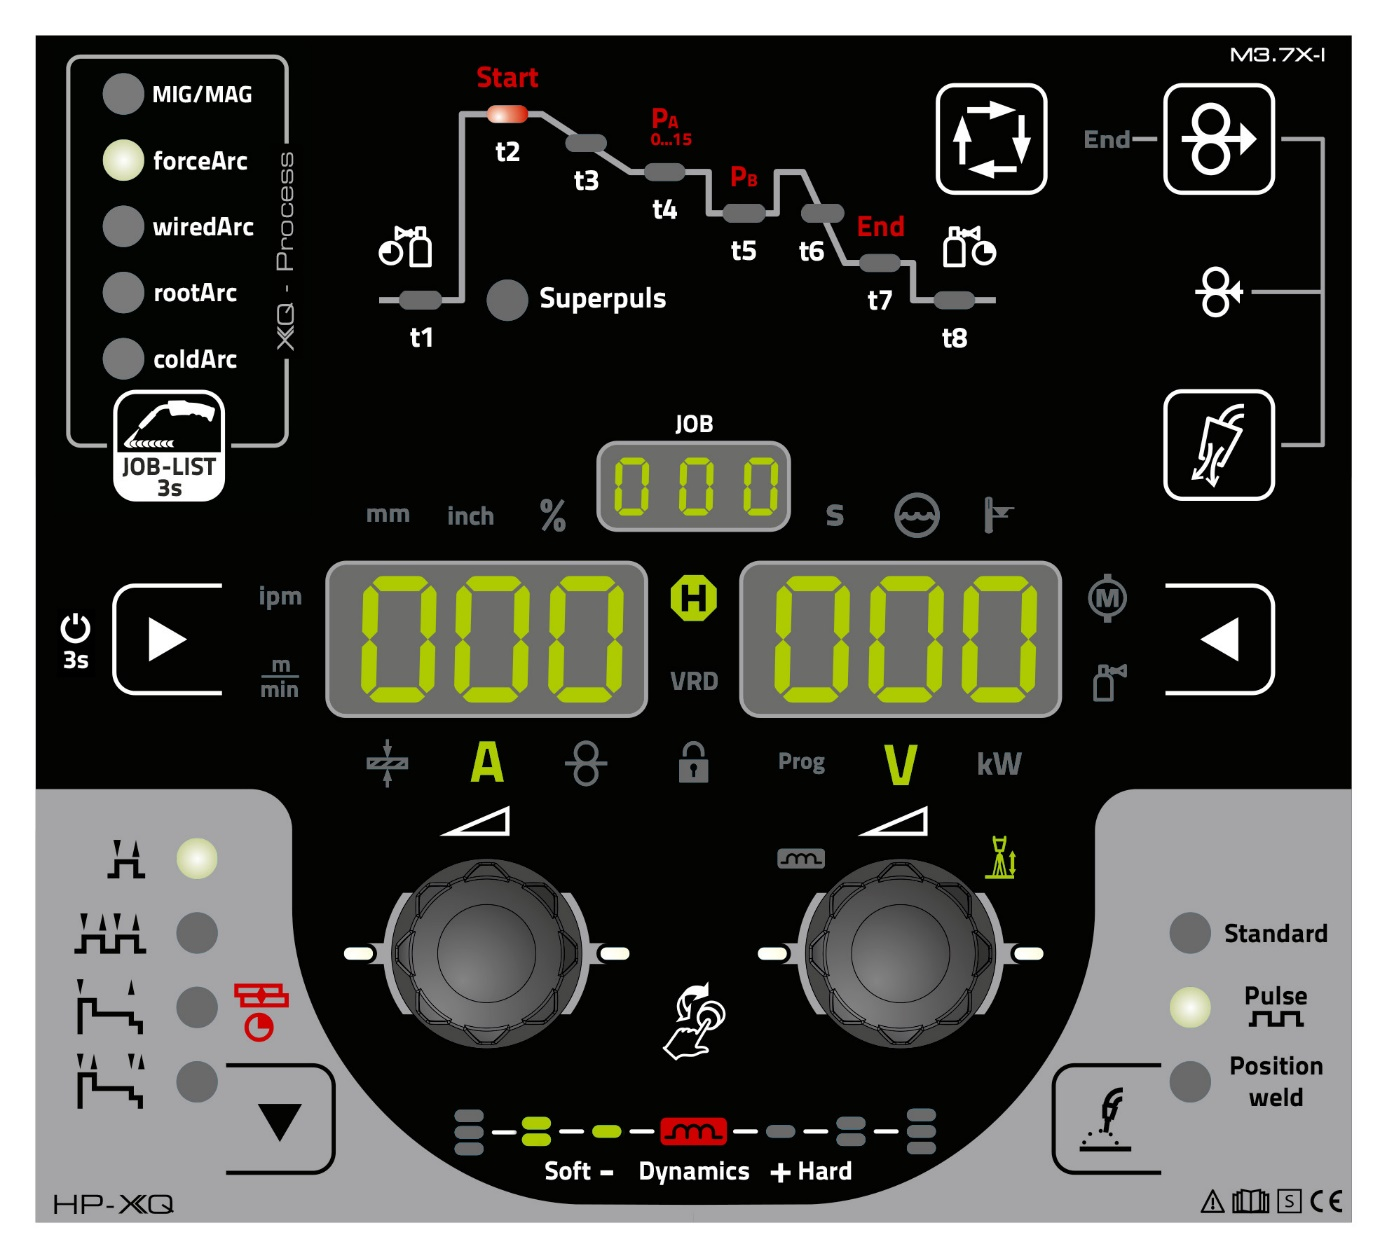 M3.7X-I
MIG/MAG
forceArc
wiredArc
rootArc
coldArc
XQ - Process
JOB-LIST
3s
Start
t2
t3
PA
0...15
t4
PB
t5
t6
End
t7
t8
t1
Superpuls
End
JOB
000
mm
inch
%
S
ipm
m
min
3s
000
H
VRD
000
M
A
Prog
V
kW
Standard
Pulse
Position
weld
Soft -
Dynamics
+ Hard
HP-XQ
S
CE